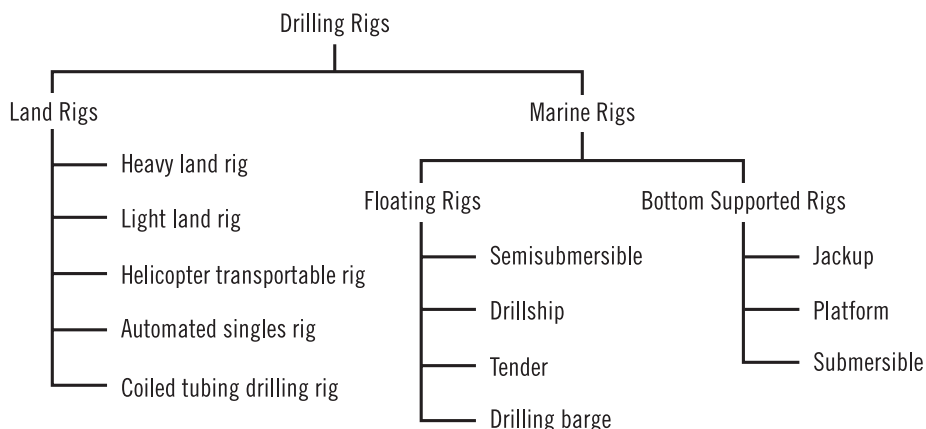 Drilling Rigs
Land Rigs
Marine Rigs
Heavy land rig
Light land rig
Helicopter transportable rig
Automated singles rig
Coiled tubing drilling rig
Floating Rigs
Bottom Supported Rigs
Semisubmersible
Drillship
Tender
Drilling barge
Jackup
Platform
Submersible